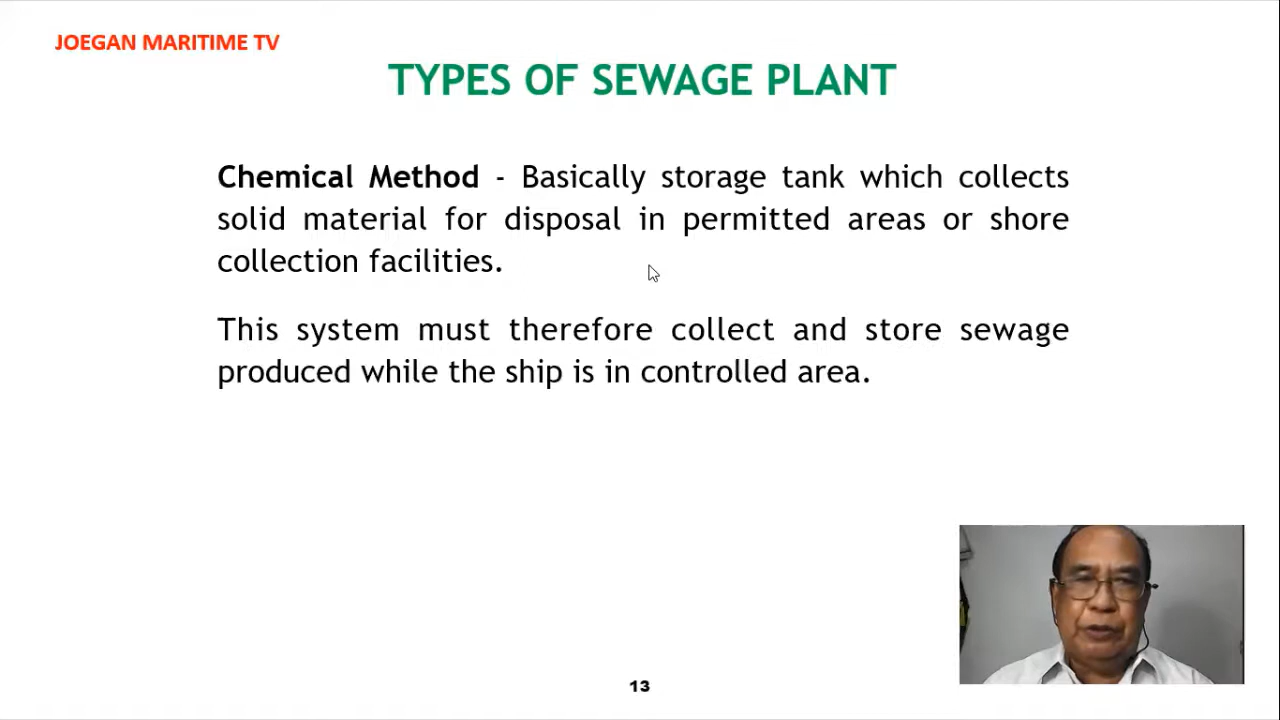 JOEGAN MARITIME TV
TYPES OF SEWAGE PLANT
Chemical Method - Basically storage tank which collects
solid material for disposal in permitted areas or shore
collection facilities.
This system must therefore collect and store sewage
produced while the ship is in controlled area.
13